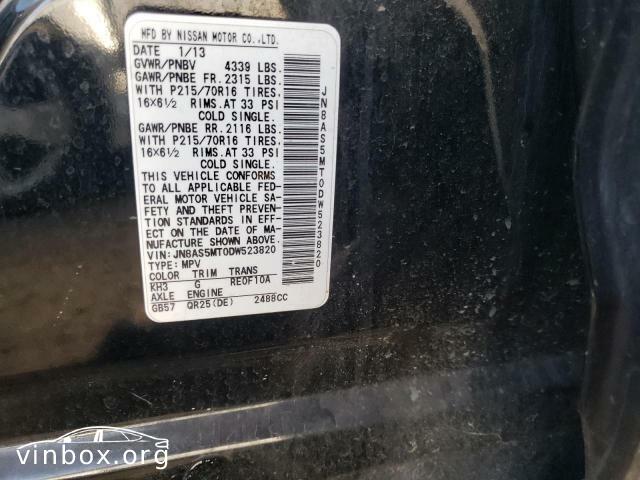 MFD BY NISSAN MOTOR CO.,LTD.
DATE 1/13
GVWR/PNBV 4339 LBS.
GAWR/PNBE FR. 2315 LBS.
WITH P215/70R16 TIRES.
16×6½ RIMS.AT 33 PSI
COLD SINGLE.
GAWR/PNBE RR. 2116 LBS.
WITH P215/70R16 TIRES.
16×6½ RIMS.AT 33 PSI
COLD SINGLE.
THIS VEHICLE CONFORMS
TO ALL APPLICABLE FED-
ERAL MOTOR VEHICLE SA-
FETY AND THEFT PREVEN-
TION STANDARDS IN EFF-
ECT ON THE DATE OF MA-
NUFACTURE SHOWN ABOVE.
VIN:JN8AS5MT0DW523820
TYPE: MPV
COLOR TRIM TRANS
KH3 G RE0F10A
AXLE ENGINE
GB57 QR25(DE) 2488CC
JN8AS5MT0DW523820
vinbox.org